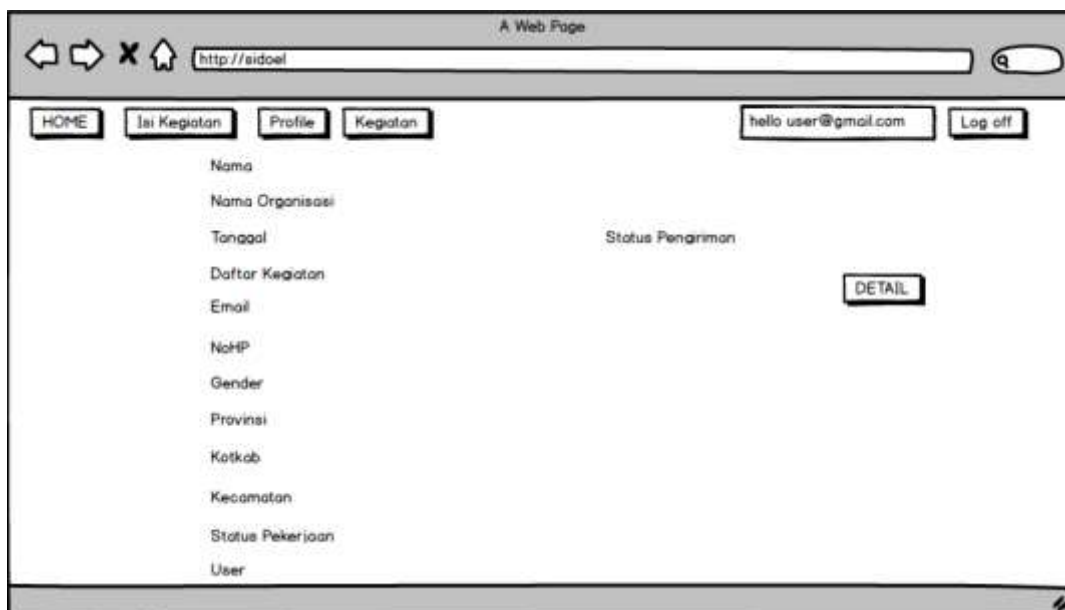 A Web Page
http://sidoel
HOME Isi Kegiatan Profile Kegiatan hello user@gmail.com Log off
Nama
Nama Organisasi
Tanggal Status Pengiriman
Daftar Kegiatan
DETAIL
Email
NoHP
Gender
Provinsi
Kotkab
Kecamatan
Status Pekerjaan
User